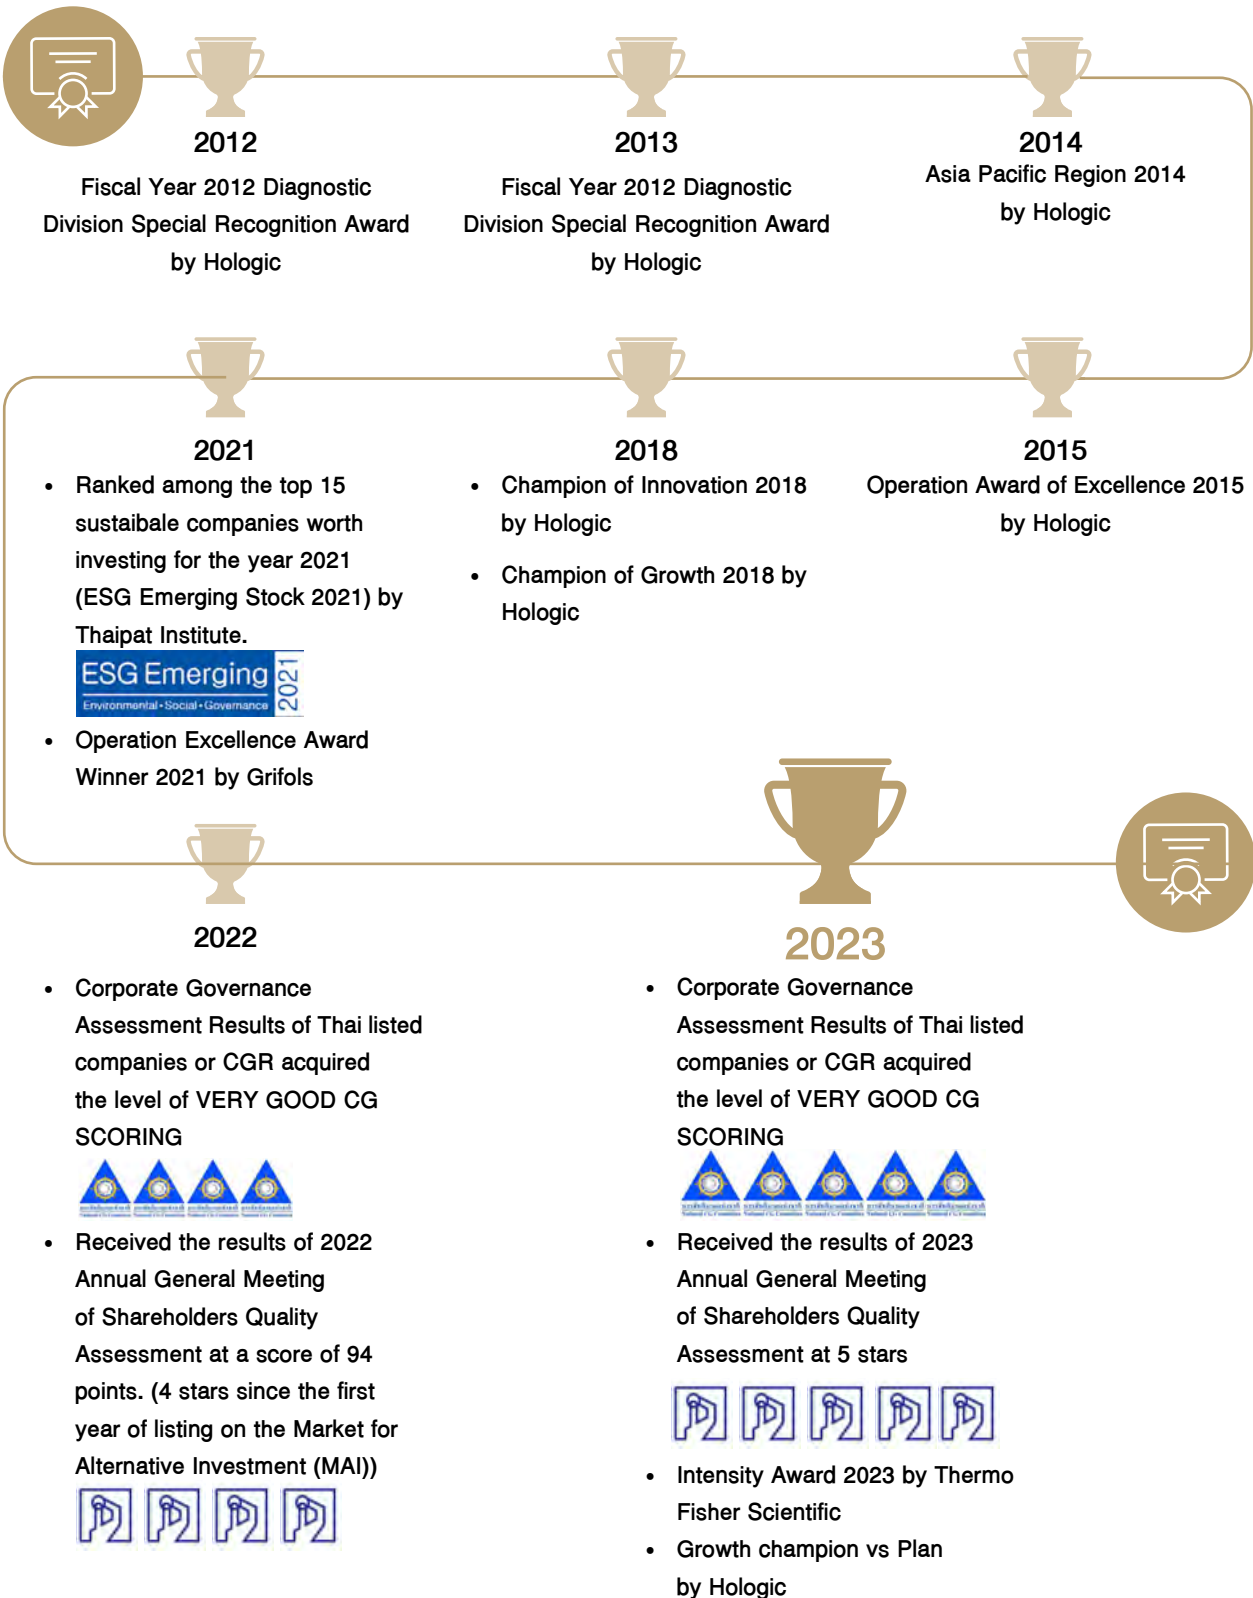 2012
Fiscal Year 2012 Diagnostic
Division Special Recognition Award
by Hologic
2013
Fiscal Year 2012 Diagnostic
Division Special Recognition Award
by Hologic
2014
Asia Pacific Region 2014
by Hologic
2021
• Ranked among the top 15
sustaibale companies worth
investing for the year 2021
(ESG Emerging Stock 2021) by
Thaipat Institute.
ESG Emerging
Environmental • Social • Governance
2021
• Operation Excellence Award
Winner 2021 by Grifols
2018
• Champion of Innovation 2018
by Hologic
• Champion of Growth 2018 by
Hologic
2015
Operation Award of Excellence 2015
by Hologic
2022
• Corporate Governance
Assessment Results of Thai listed
companies or CGR acquired
the level of VERY GOOD CG
SCORING
• Received the results of 2022
Annual General Meeting
of Shareholders Quality
Assessment at a score of 94
points. (4 stars since the first
year of listing on the Market for
Alternative Investment (MAI))
2023
• Corporate Governance
Assessment Results of Thai listed
companies or CGR acquired
the level of VERY GOOD CG
SCORING
• Received the results of 2023
Annual General Meeting
of Shareholders Quality
Assessment at 5 stars
• Intensity Award 2023 by Thermo
Fisher Scientific
• Growth champion vs Plan
by Hologic